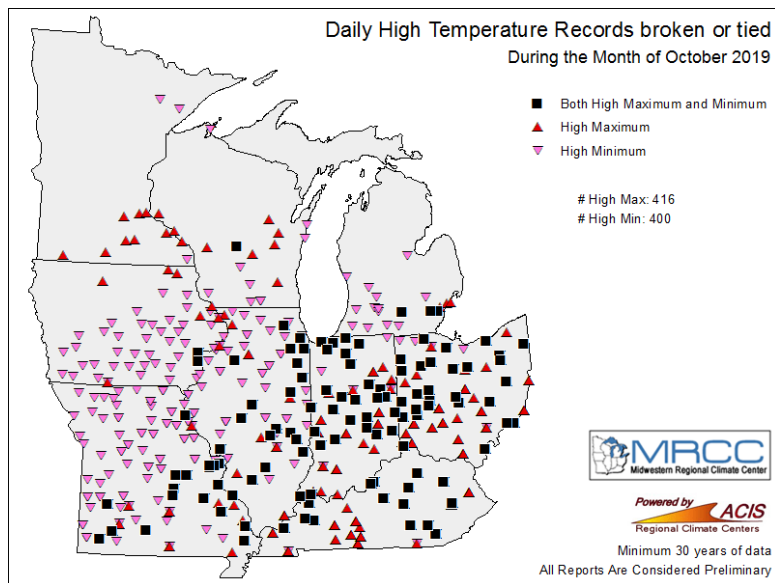 Daily High Temperature Records broken or tied
During the Month of October 2019
Both High Maximum and Minimum
High Maximum
High Minimum
# High Max: 416
# High Min: 400
MRCC
Midwestern Regional Climate Center
Powered by
ACIS
Regional Climate Centers
Minimum 30 years of data
All Reports Are Considered Preliminary